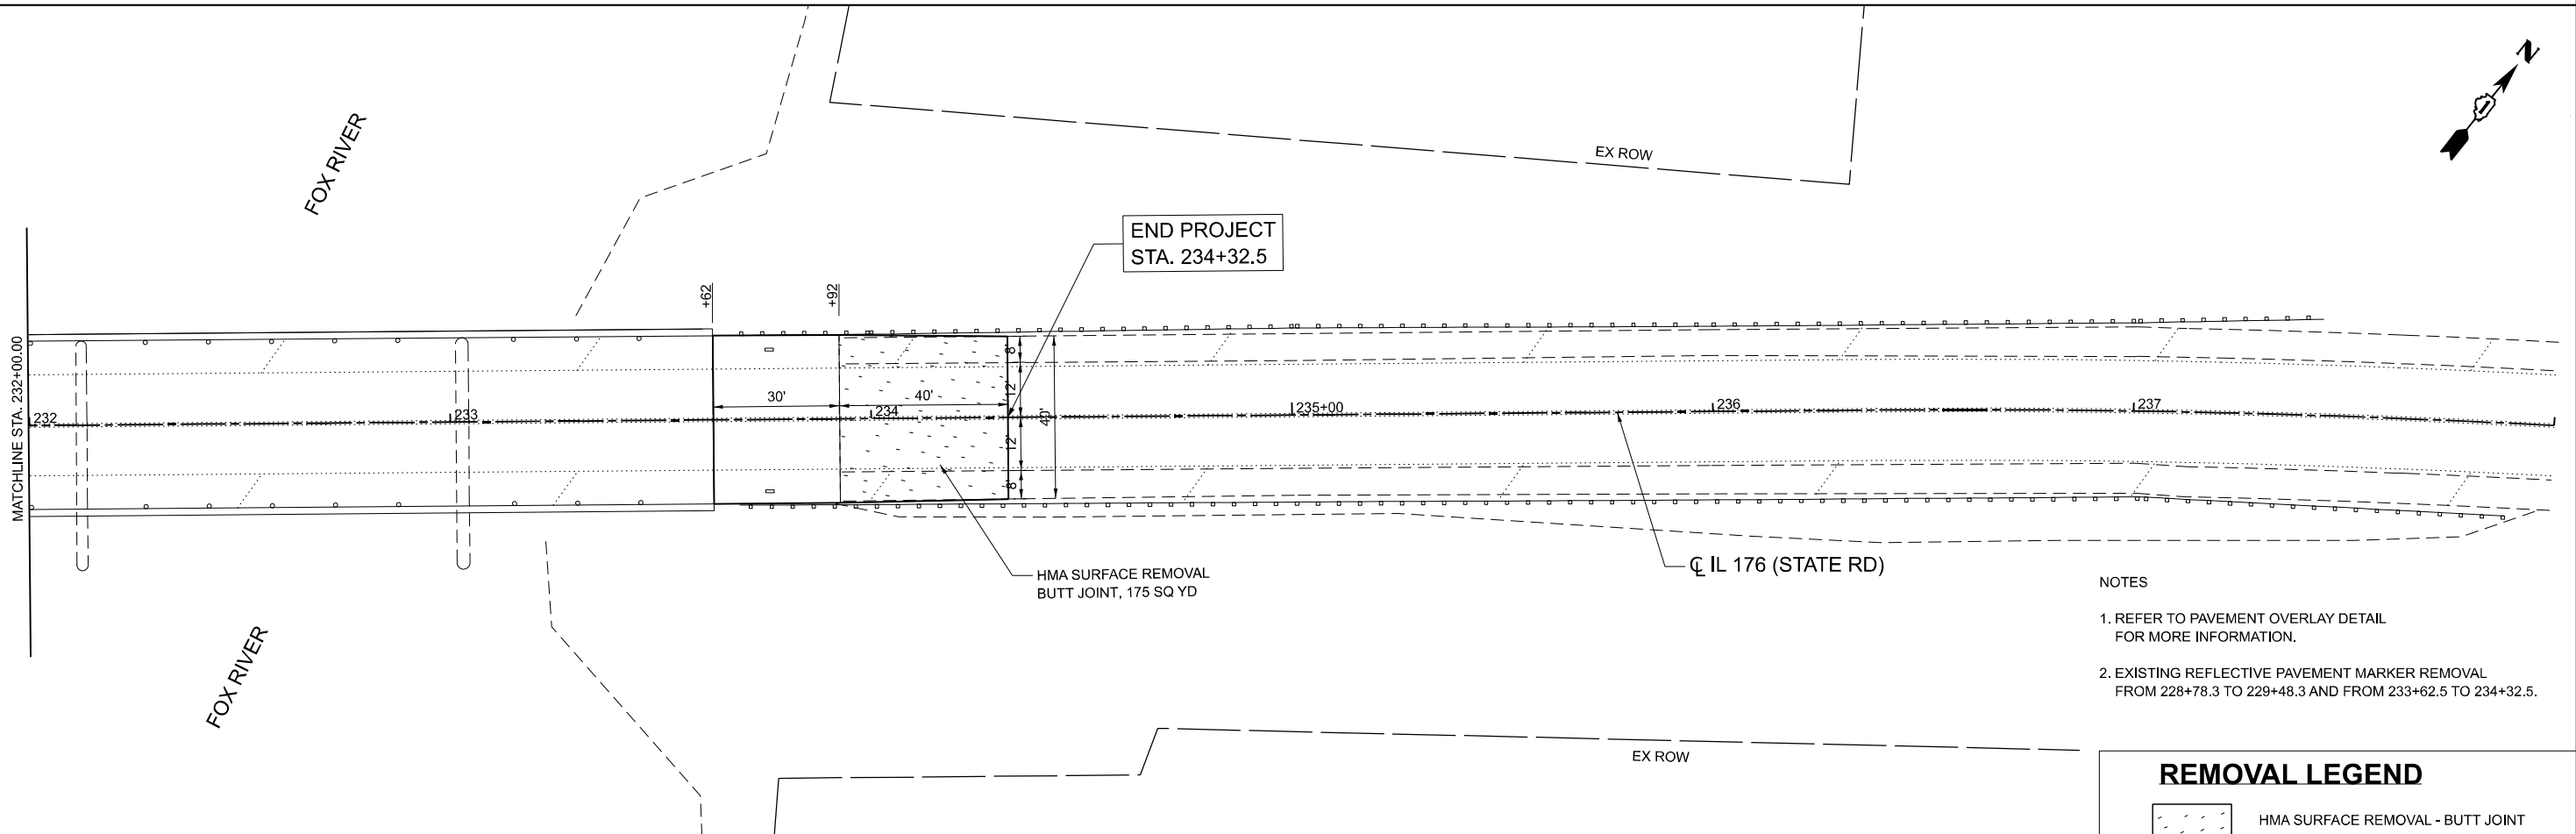 N
FOX RIVER
EX ROW
END PROJECT
STA. 234+32.5
+62
+92
MATCHLINE STA. 232+00.00
8'
12'
30'
40'
40'
232
233
234
235+00
236
237
12'
8'
HMA SURFACE REMOVAL
BUTT JOINT, 175 SQ YD
℄ IL 176 (STATE RD)
FOX RIVER
EX ROW
NOTES
1. REFER TO PAVEMENT OVERLAY DETAIL
FOR MORE INFORMATION.
2. EXISTING REFLECTIVE PAVEMENT MARKER REMOVAL
FROM 228+78.3 TO 229+48.3 AND FROM 233+62.5 TO 234+32.5.
REMOVAL LEGEND
HMA SURFACE REMOVAL - BUTT JOINT